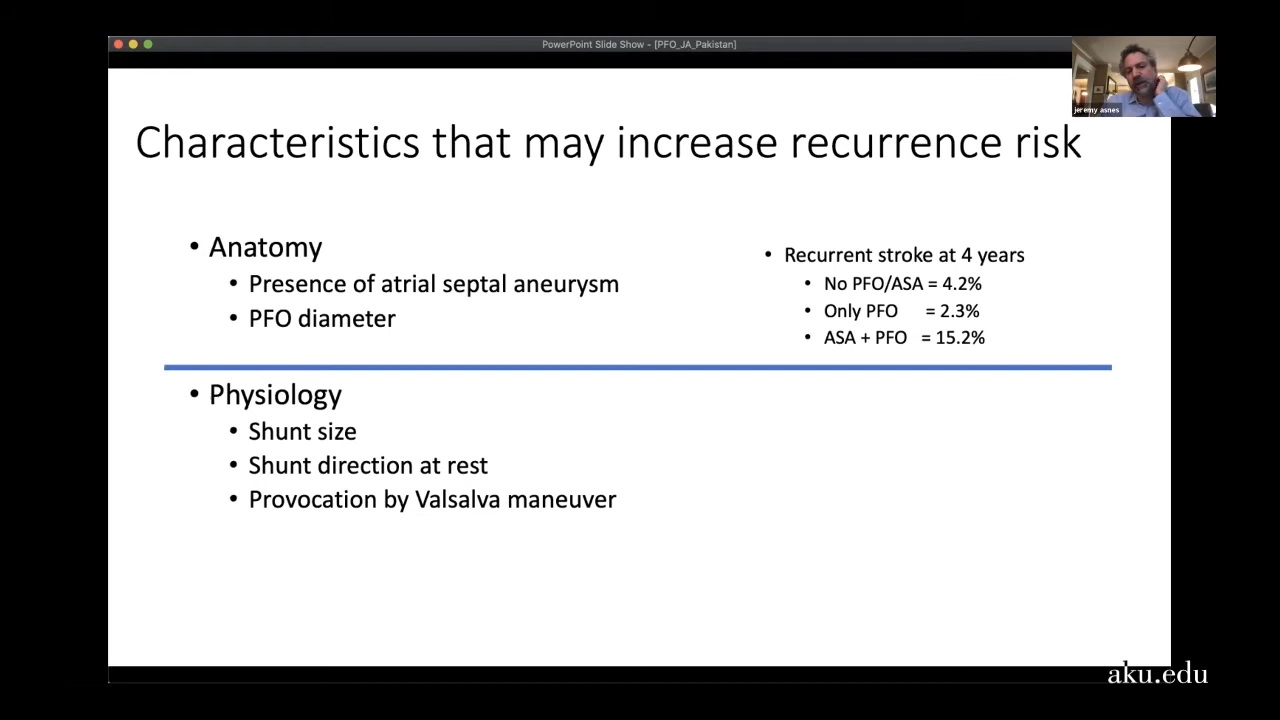 PowerPoint Slide Show - [PFO_JA_Pakistan]
jeremy asnes
Characteristics that may increase recurrence risk
• Anatomy
• Presence of atrial septal aneurysm
• PFO diameter
• Recurrent stroke at 4 years
• No PFO/ASA = 4.2%
• Only PFO = 2.3%
• ASA + PFO = 15.2%
• Physiology
• Shunt size
• Shunt direction at rest
• Provocation by Valsalva maneuver
aku.edu